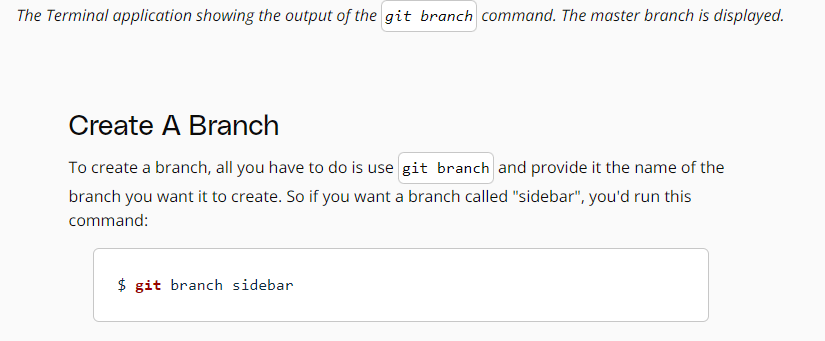 The Terminal application showing the output of the git branch command. The master branch is displayed.
Create A Branch
To create a branch, all you have to do is use git branch and provide it the name of the
branch you want it to create. So if you want a branch called "sidebar", you'd run this
command:
$ git branch sidebar